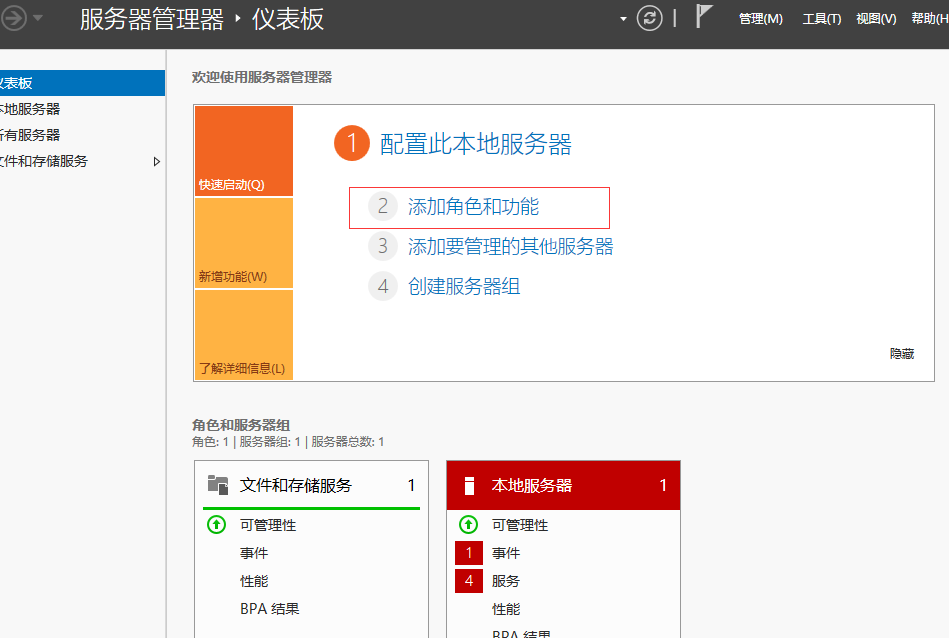 服务器管理器 ‣ 仪表板
管理(M) 工具(T) 视图(V) 帮助(H
仪表板
本地服务器
所有服务器
文件和存储服务
欢迎使用服务器管理器
快速启动(Q)
新增功能(W)
了解详细信息(L)
1 配置此本地服务器
2 添加角色和功能
3 添加要管理的其他服务器
4 创建服务器组
隐藏
角色和服务器组
角色: 1 | 服务器组: 1 | 服务器总数: 1
文件和存储服务 1
可管理性
事件
性能
BPA 结果
本地服务器 1
可管理性
1 事件
4 服务
性能
BPA 结果